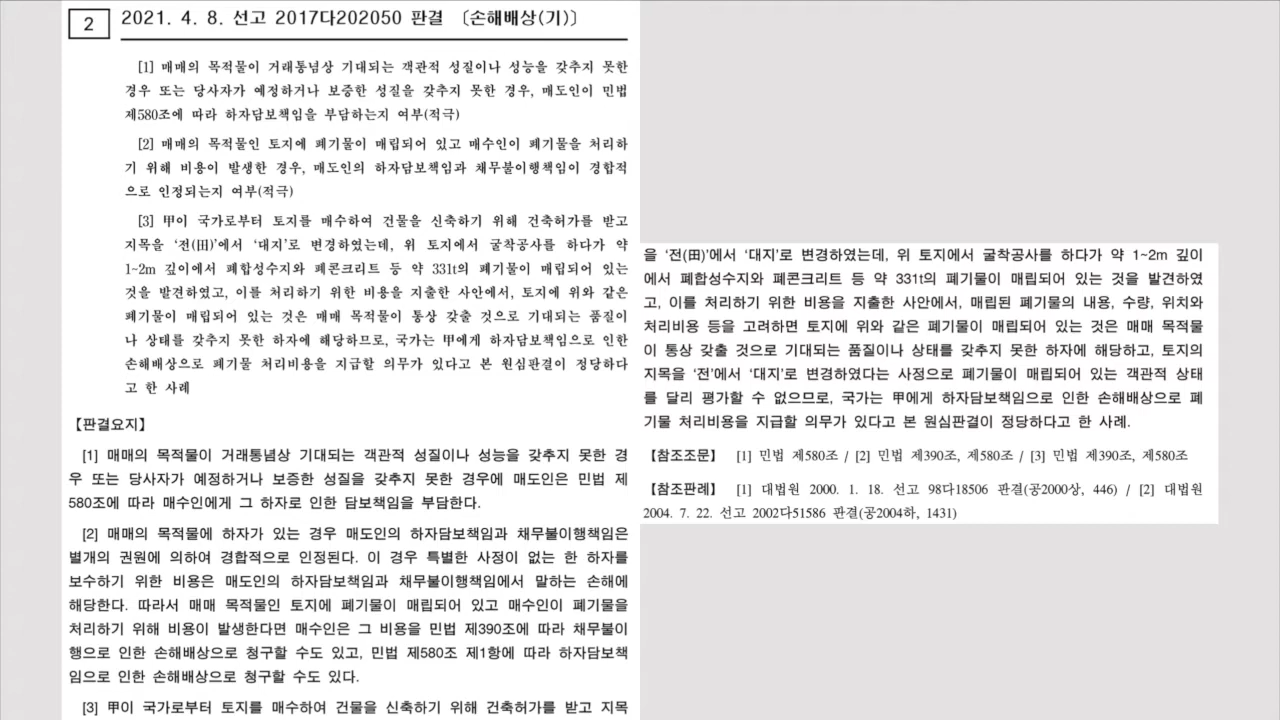 2
2021. 4. 8. 선고 2017다202050 판결 〔손해배상(기)〕
[1] 매매의 목적물이 거래통념상 기대되는 객관적 성질이나 성능을 갖추지 못한
경우 또는 당사자가 예정하거나 보증한 성질을 갖추지 못한 경우, 매도인이 민법
제580조에 따라 하자담보책임을 부담하는지 여부(적극)
[2] 매매의 목적물인 토지에 폐기물이 매립되어 있고 매수인이 폐기물을 처리하
기 위해 비용이 발생한 경우, 매도인의 하자담보책임과 채무불이행책임이 경합적
으로 인정되는지 여부(적극)
[3] 甲이 국가로부터 토지를 매수하여 건물을 신축하기 위해 건축허가를 받고
지목을 ‘전(田)’에서 ‘대지’로 변경하였는데, 위 토지에서 굴착공사를 하다가 약
1~2m 깊이에서 폐합성수지와 폐콘크리트 등 약 331t의 폐기물이 매립되어 있는
것을 발견하였고, 이를 처리하기 위한 비용을 지출한 사안에서, 토지에 위와 같은
폐기물이 매립되어 있는 것은 매매 목적물이 통상 갖출 것으로 기대되는 품질이
나 상태를 갖추지 못한 하자에 해당하므로, 국가는 甲에게 하자담보책임으로 인한
손해배상으로 폐기물 처리비용을 지급할 의무가 있다고 본 원심판결이 정당하다
고 한 사례
【판결요지】
[1] 매매의 목적물이 거래통념상 기대되는 객관적 성질이나 성능을 갖추지 못한 경
우 또는 당사자가 예정하거나 보증한 성질을 갖추지 못한 경우에 매도인은 민법 제
580조에 따라 매수인에게 그 하자로 인한 담보책임을 부담한다.
[2] 매매의 목적물에 하자가 있는 경우 매도인의 하자담보책임과 채무불이행책임은
별개의 권원에 의하여 경합적으로 인정된다. 이 경우 특별한 사정이 없는 한 하자를
보수하기 위한 비용은 매도인의 하자담보책임과 채무불이행책임에서 말하는 손해에
해당한다. 따라서 매매 목적물인 토지에 폐기물이 매립되어 있고 매수인이 폐기물을
처리하기 위해 비용이 발생한다면 매수인은 그 비용을 민법 제390조에 따라 채무불이
행으로 인한 손해배상으로 청구할 수도 있고, 민법 제580조 제1항에 따라 하자담보책
임으로 인한 손해배상으로 청구할 수도 있다.
[3] 甲이 국가로부터 토지를 매수하여 건물을 신축하기 위해 건축허가를 받고 지목
을 ‘전(田)’에서 ‘대지’로 변경하였는데, 위 토지에서 굴착공사를 하다가 약 1~2m 깊이
에서 폐합성수지와 폐콘크리트 등 약 331t의 폐기물이 매립되어 있는 것을 발견하였
고, 이를 처리하기 위한 비용을 지출한 사안에서, 매립된 폐기물의 내용, 수량, 위치와
처리비용 등을 고려하면 토지에 위와 같은 폐기물이 매립되어 있는 것은 매매 목적물
이 통상 갖출 것으로 기대되는 품질이나 상태를 갖추지 못한 하자에 해당하고, 토지의
지목을 ‘전’에서 ‘대지’로 변경하였다는 사정으로 폐기물이 매립되어 있는 객관적 상태
를 달리 평가할 수 없으므로, 국가는 甲에게 하자담보책임으로 인한 손해배상으로 폐
기물 처리비용을 지급할 의무가 있다고 본 원심판결이 정당하다고 한 사례.
【참조조문】 [1] 민법 제580조 / [2] 민법 제390조, 제580조 / [3] 민법 제390조, 제580조
【참조판례】 [1] 대법원 2000. 1. 18. 선고 98다18506 판결(공2000상, 446) / [2] 대법원
2004. 7. 22. 선고 2002다51586 판결(공2004하, 1431)